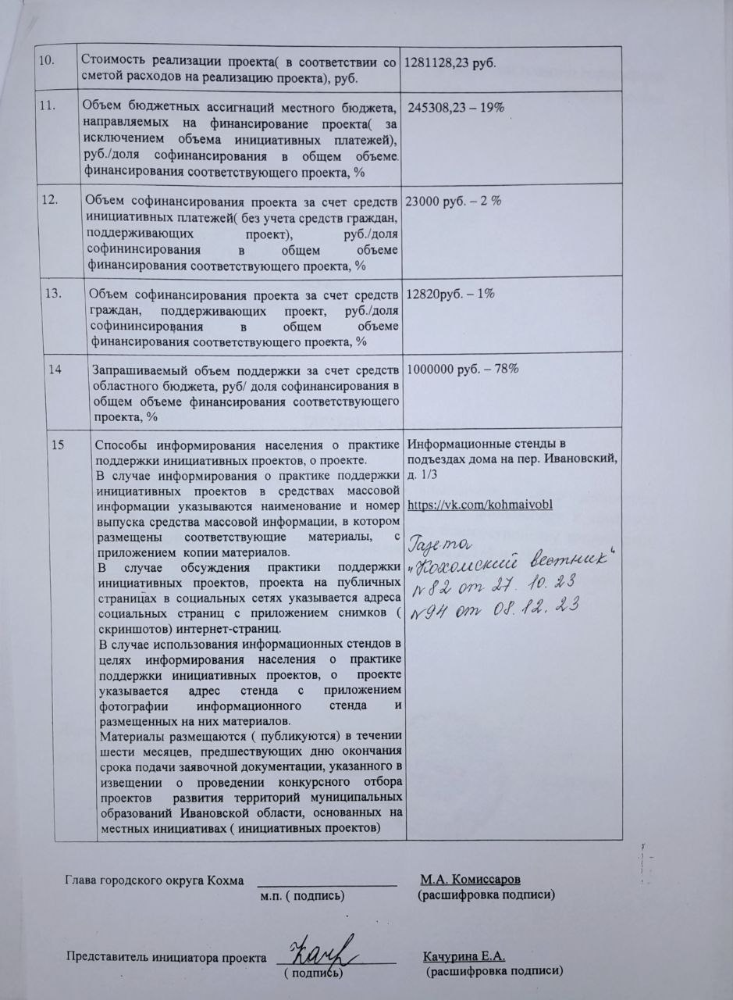 10.
Стоимость реализации проекта( в соответствии со
сметой расходов на реализацию проекта), руб.
1281128,23 руб.
11.
Объем бюджетных ассигнаций местного бюджета,
направляемых на финансирование проекта( за
исключением объема инициативных платежей),
руб./доля софинансирования в общем объеме
финансирования соответствующего проекта, %
245308,23 – 19%
12.
Объем софинансирования проекта за счет средств
инициативных платежей( без учета средств граждан,
поддерживающих проект), руб./доля
софининсирования в общем объеме
финансирования соответствующего проекта, %
23000 руб. – 2 %
13.
Объем софинансирования проекта за счет средств
граждан, поддерживающих проект, руб./доля
софининсирования в общем объеме
финансирования соответствующего проекта, %
12820руб. – 1%
14
Запрашиваемый объем поддержки за счет средств
областного бюджета, руб/ доля софинансирования в
общем объеме финансирования соответствующего
проекта, %
1000000 руб. – 78%
15
Способы информирования населения о практике
поддержки инициативных проектов, о проекте.
В случае информирования о практике поддержки
инициативных проектов в средствах массовой
информации указываются наименование и номер
выпуска средства массовой информации, в котором
размещены соответствующие материалы, с
приложением копии материалов.
В случае обсуждения практики поддержки
инициативных проектов, проекта на публичных
страницах в социальных сетях указывается адреса
социальных страниц с приложением снимков (
скриншотов) интернет-страниц.
В случае использования информационных стендов в
целях информирования населения о практике
поддержки инициативных проектов, о проекте
указывается адрес стенда с приложением
фотографии информационного стенда и
размещенных на них материалов.
Материалы размещаются ( публикуются) в течении
шести месяцев, предшествующих дню окончания
срока подачи заявочной документации, указанного в
извещении о проведении конкурсного отбора
проектов развития территорий муниципальных
образований Ивановской области, основанных на
местных инициативах ( инициативных проектов)
Информационные стенды в
подъездах дома на пер. Ивановский,
д. 1/3
https://vk.com/kohmaivobl
Газета
„Кохомский вестник“
№82 от 27. 10. 23
№94 от 08. 12. 23
Глава городского округа Кохма
М.А. Комиссаров
м.п. ( подпись)
(расшифровка подписи)
Представитель инициатора проекта
Качурина Е.А.
( подпись)
(расшифровка подписи)